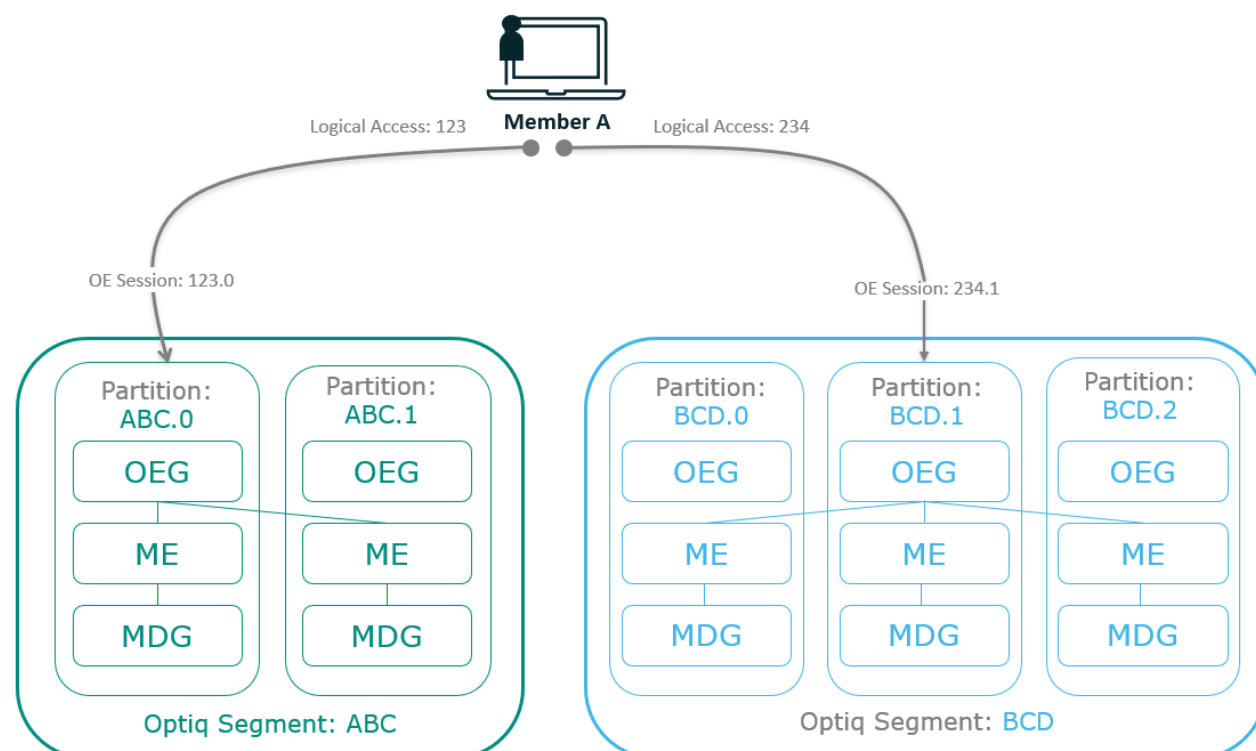 Member A
Logical Access: 123
Logical Access: 234
OE Session: 123.0
OE Session: 234.1
Partition:
ABC.0
OEG
ME
MDG
Partition:
ABC.1
OEG
ME
MDG
Optiq Segment: ABC
Partition:
BCD.0
OEG
ME
MDG
Partition:
BCD.1
OEG
ME
MDG
Partition:
BCD.2
OEG
ME
MDG
Optiq Segment: BCD